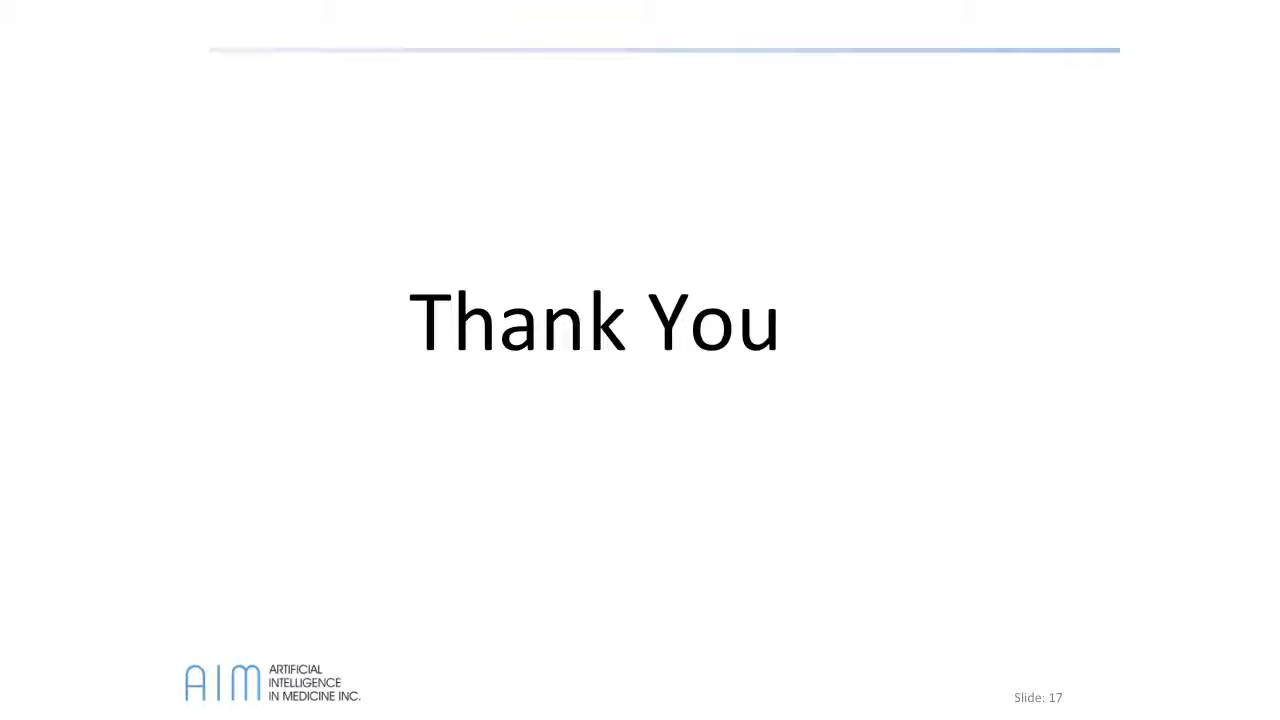 Thank You
AIM
ARTIFICIAL
INTELLIGENCE
IN MEDICINE INC.
Slide: 17